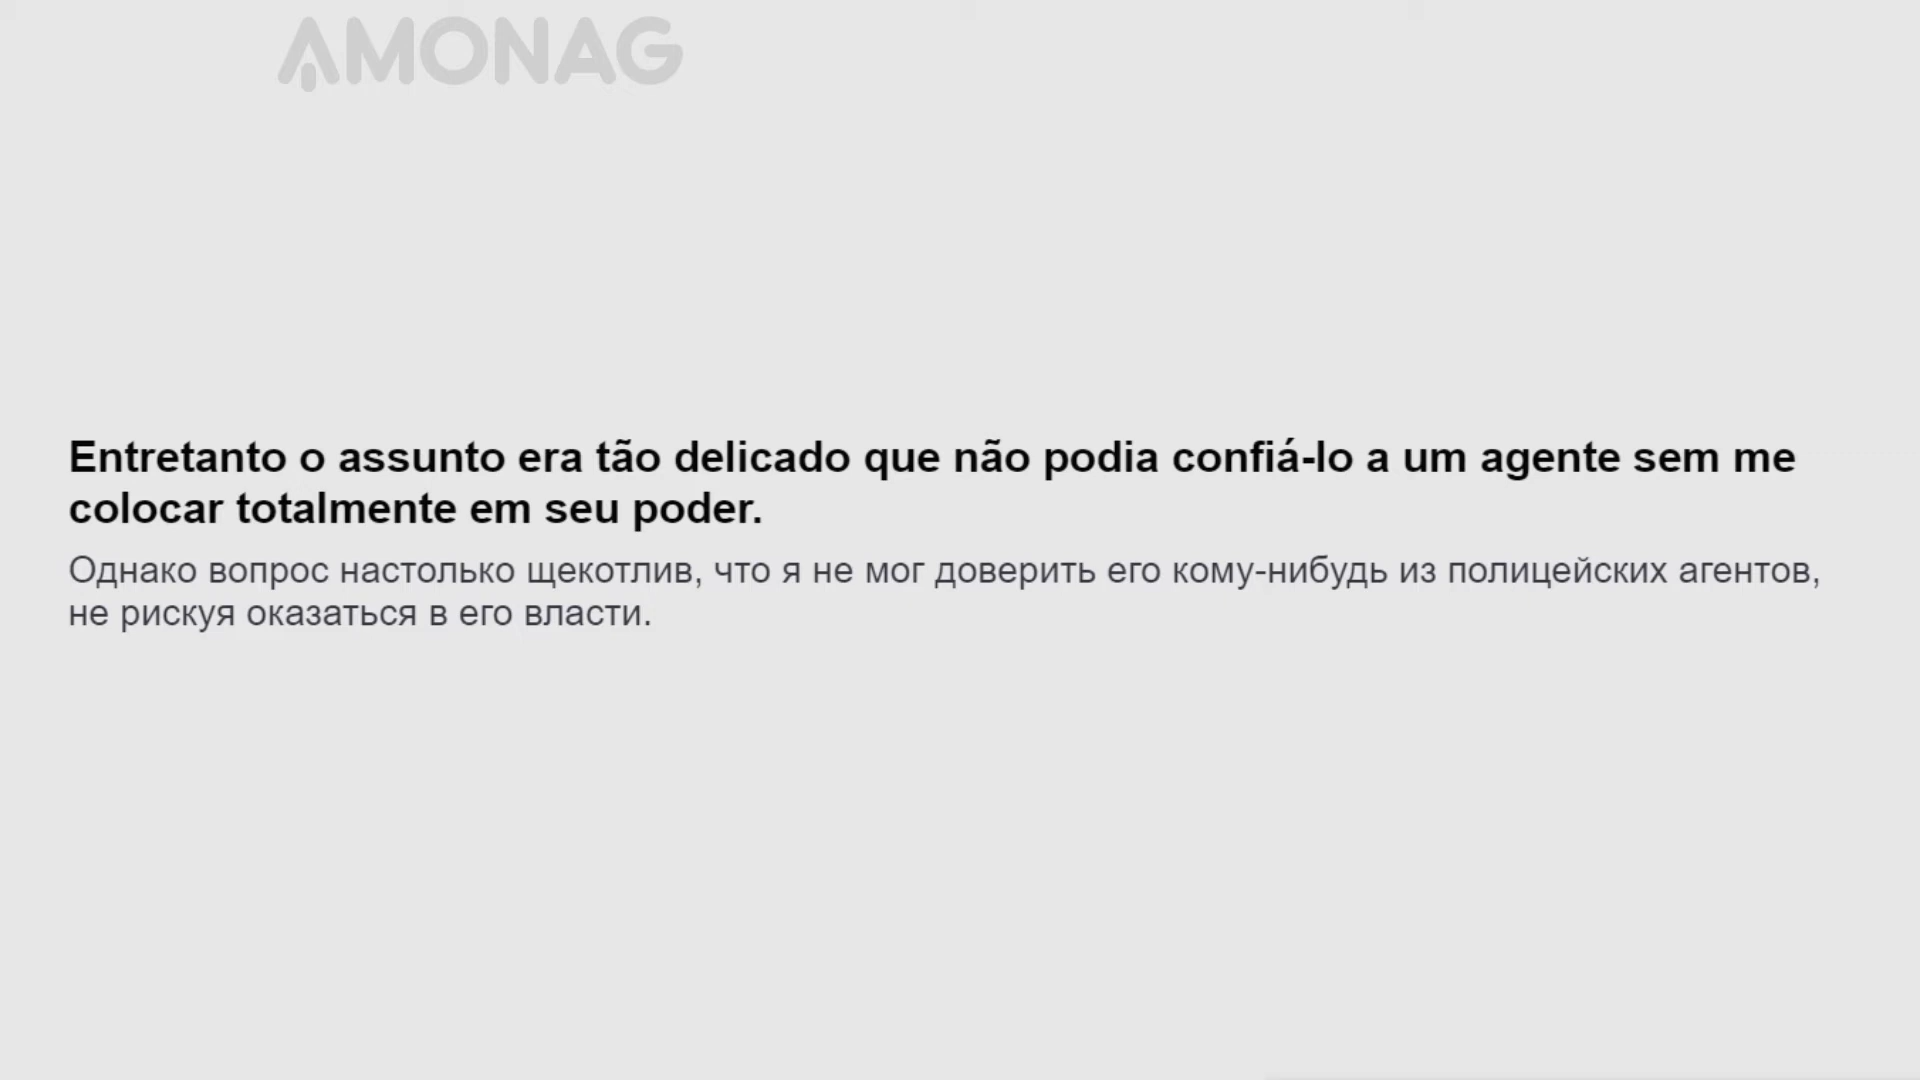 AMONAG
Entretanto o assunto era tão delicado que não podia confiá-lo a um agente sem me
colocar totalmente em seu poder.
Однако вопрос настолько щекотлив, что я не мог доверить его кому-нибудь из полицейских агентов,
не рискуя оказаться в его власти.